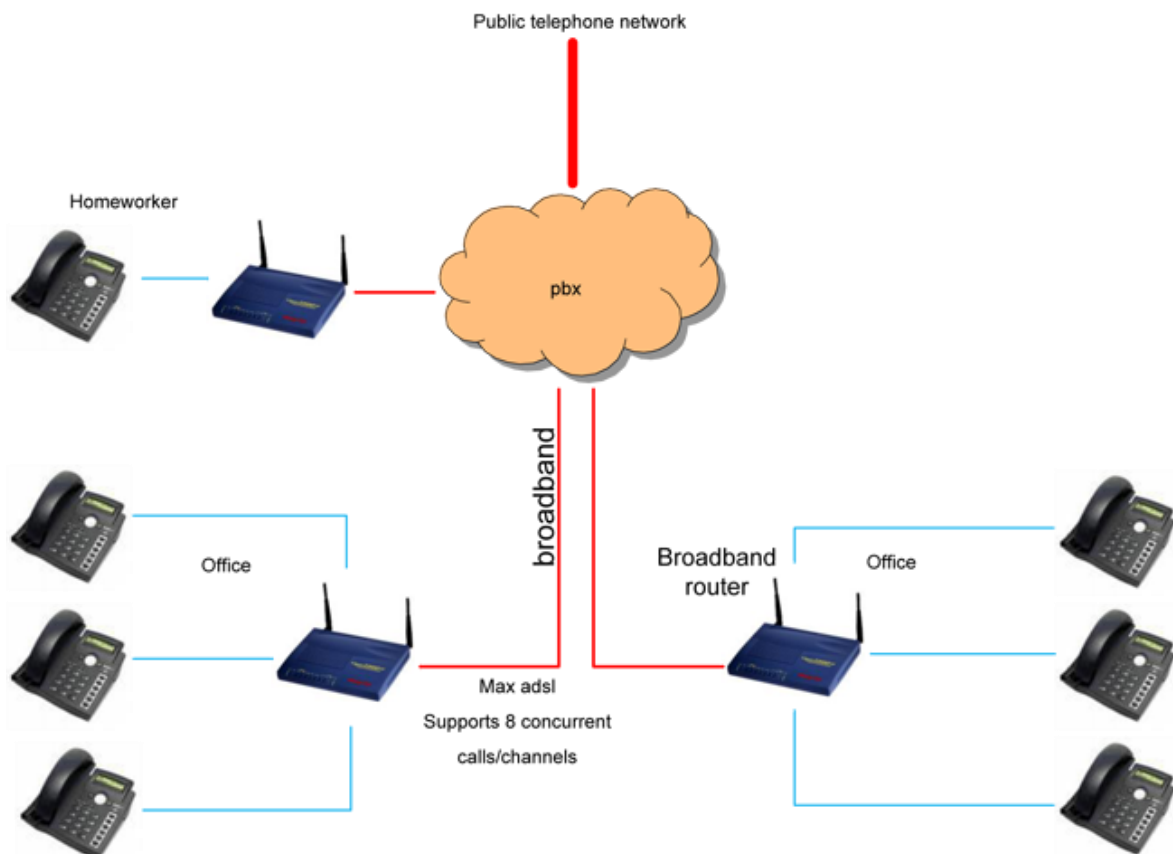 Public telephone network
Homeworker
pbx
broadband
Office
Broadband
router
Office
Max adsl
Supports 8 concurrent
calls/channels